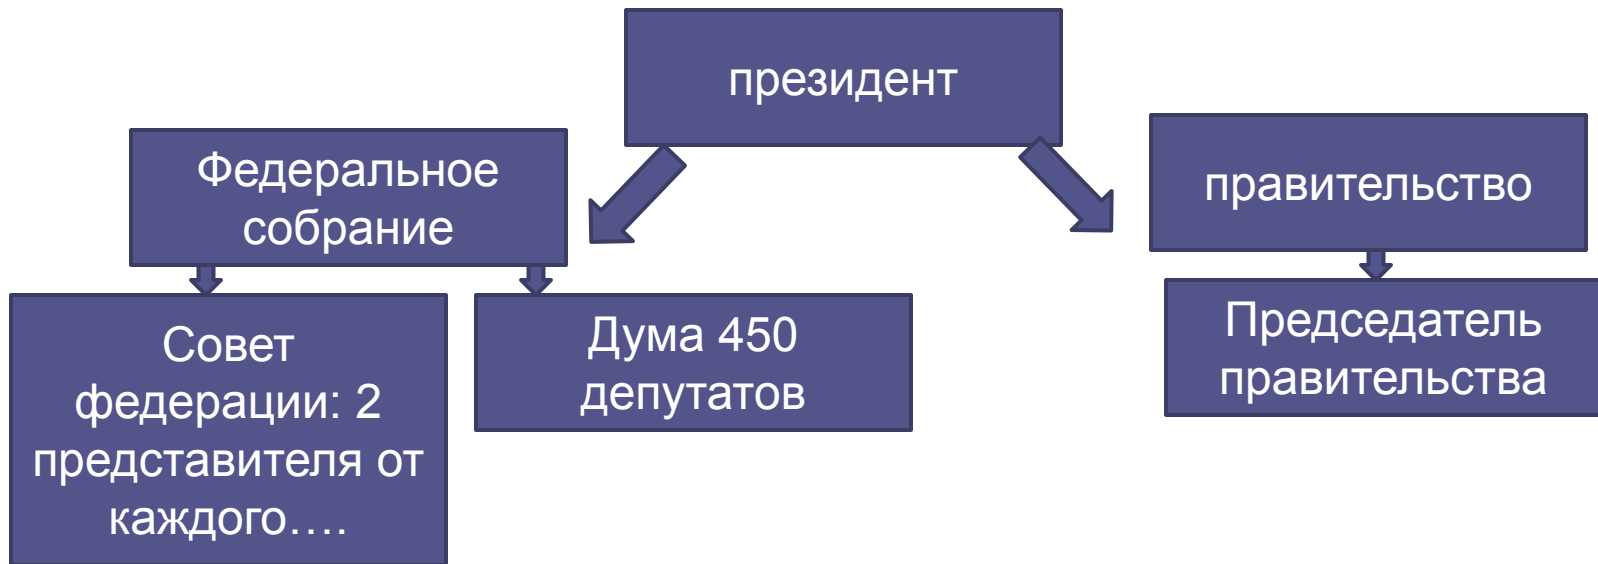 президент
Федеральное
собрание
правительство
Совет
федерации: 2
представителя от
каждого….
Дума 450
депутатов
Председатель
правительства